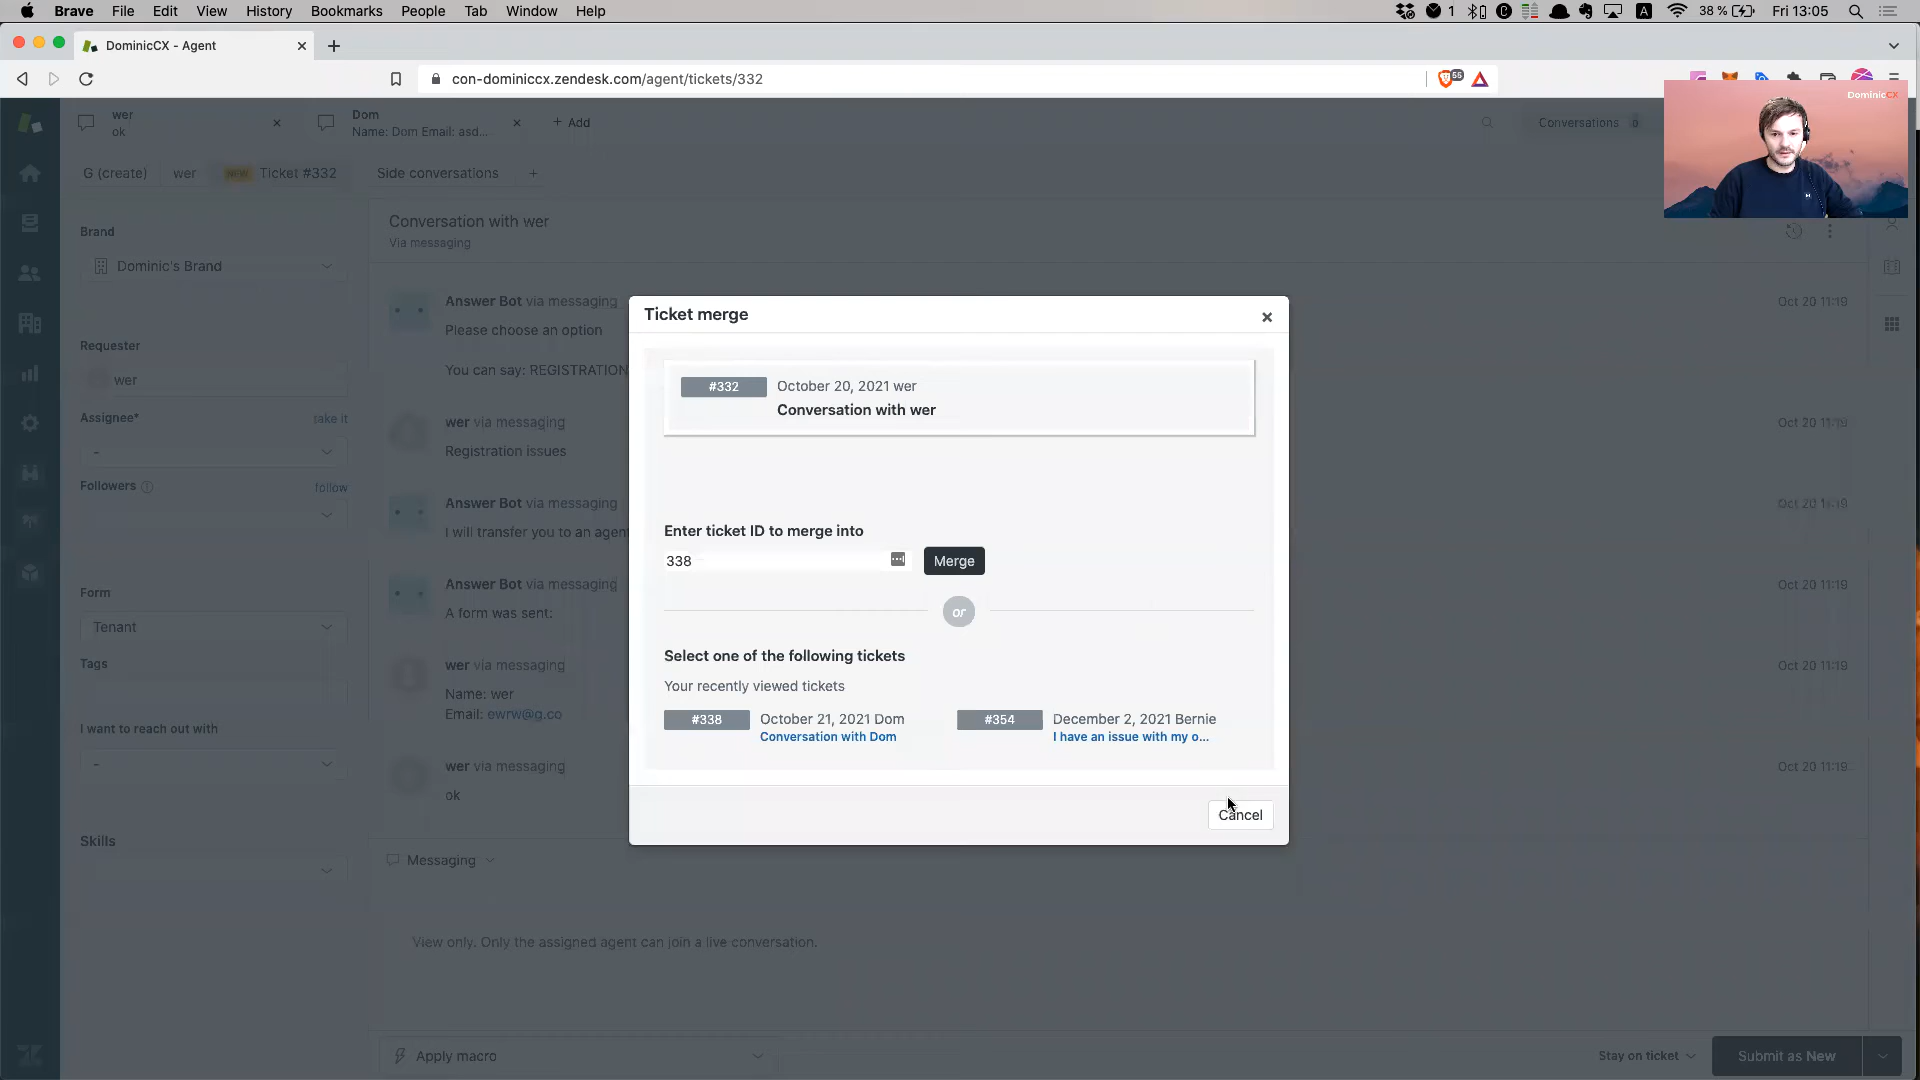 Brave File Edit View History Bookmarks People Tab Window Help
1 A 38 % Fri 13:05
DominicCX - Agent
con-dominiccx.zendesk.com/agent/tickets/332
55
DominicCX
wer
ok
Dom
Name: Dom Email: asd...
+ Add
Conversations 0
G (create) wer NEW Ticket #332 Side conversations +
Brand
Dominic's Brand
Requester
wer
Assignee* take it
-
Followers follow
Form
Tenant
Tags
I want to reach out with
-
Skills
Conversation with wer
Via messaging
Answer Bot via messaging Oct 20 11:19
Please choose an option
You can say: REGISTRATION
wer via messaging Oct 20 11:19
Registration issues
Answer Bot via messaging Oct 20 11:19
I will transfer you to an agent
Answer Bot via messaging Oct 20 11:19
A form was sent:
wer via messaging Oct 20 11:19
Name: wer
Email: ewrw@g.co
wer via messaging Oct 20 11:19
ok
Messaging
View only. Only the assigned agent can join a live conversation.
Apply macro
Stay on ticket
Submit as New
Ticket merge
#332 October 20, 2021 wer
Conversation with wer
Enter ticket ID to merge into
338 Merge
or
Select one of the following tickets
Your recently viewed tickets
#338 October 21, 2021 Dom
Conversation with Dom
#354 December 2, 2021 Bernie
I have an issue with my o...
Cancel